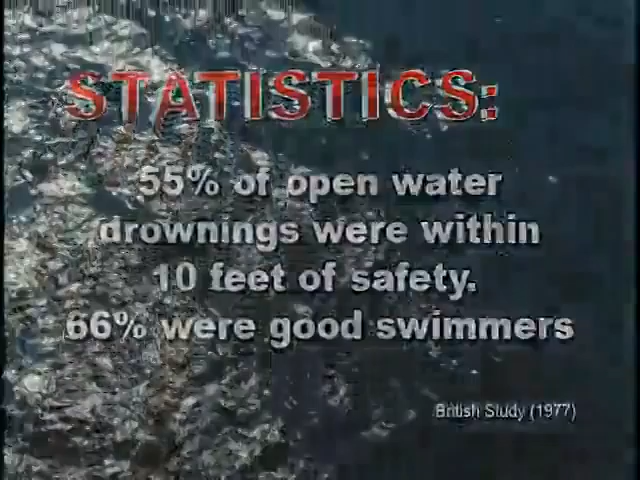 STATISTICS:
55% of open water
drownings were within
10 feet of safety.
66% were good swimmers
British Study (1977)